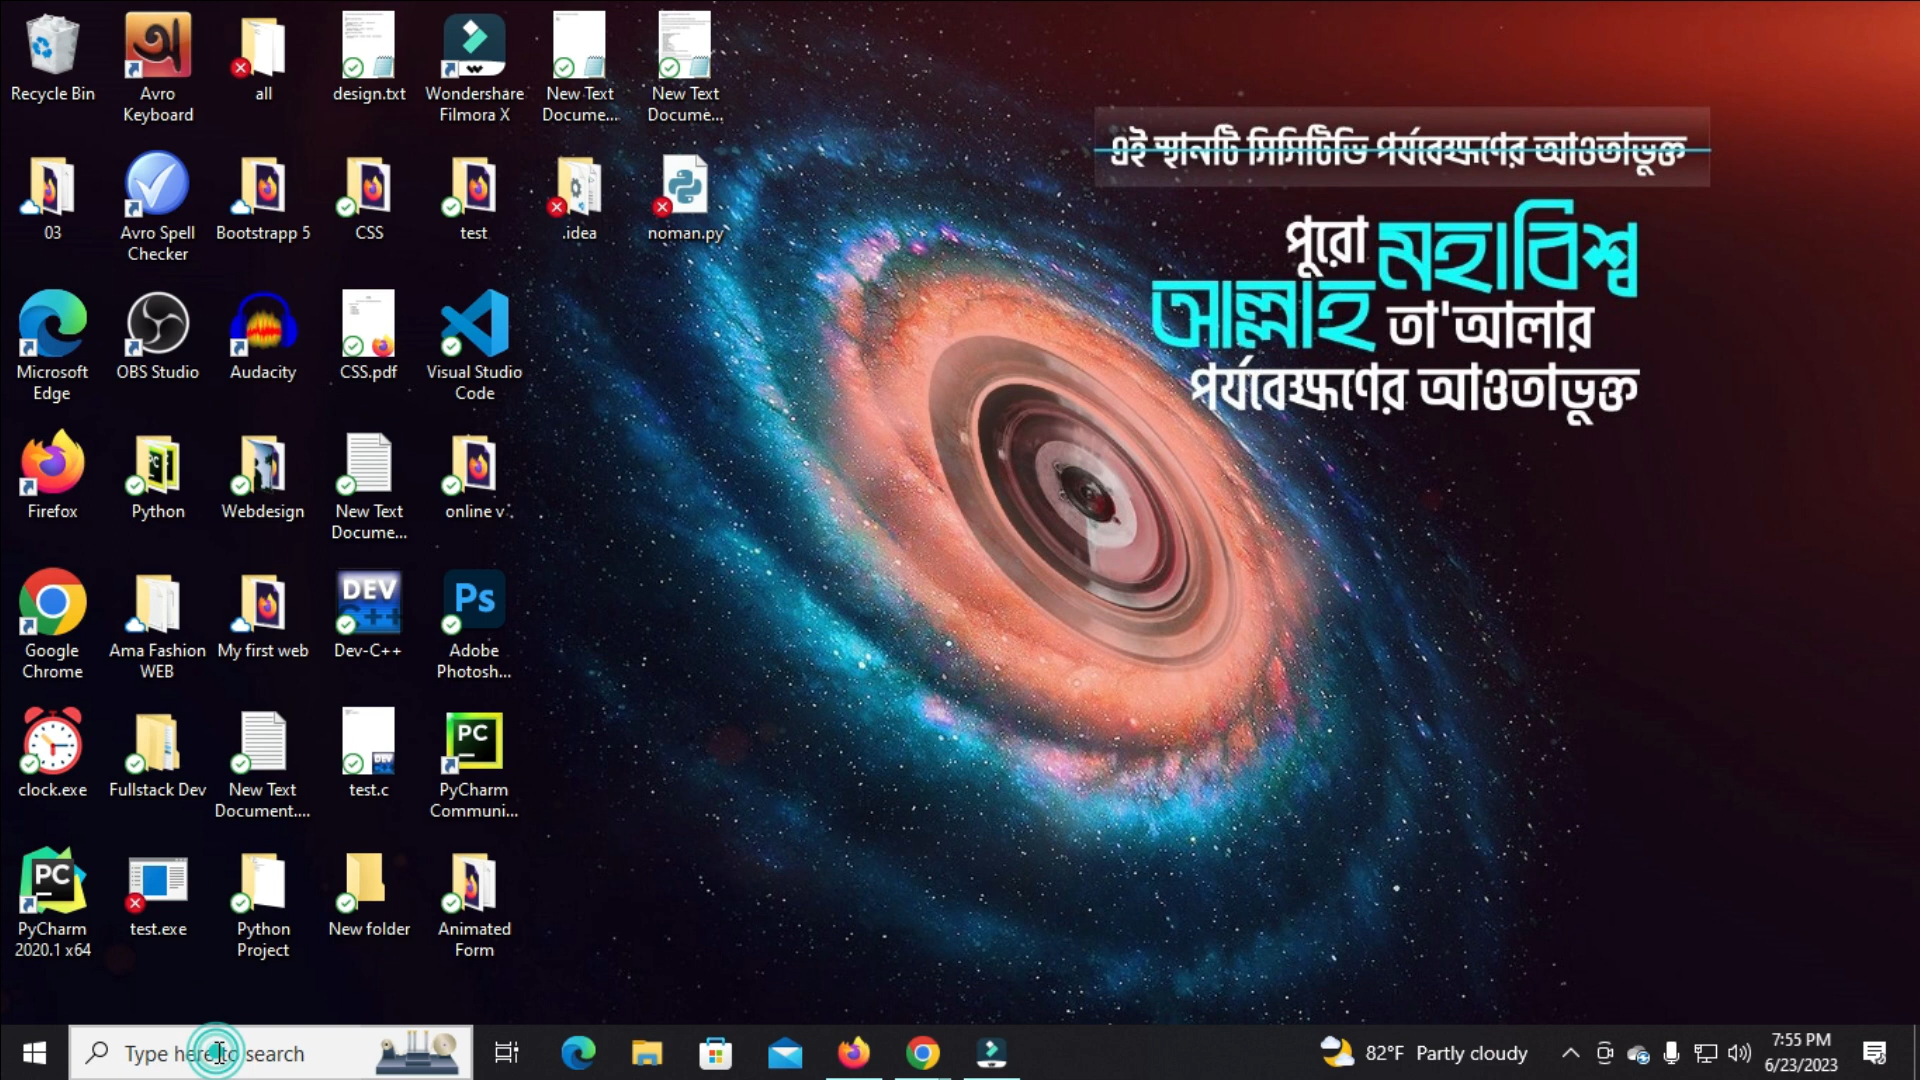 Recycle Bin
Avro
Keyboard
all
design.txt
Wondershare
Filmora X
New Text
Docume...
New Text
Docume...
এই স্থানটি সিসিটিভি পর্যবেক্ষণের আওতাভুক্ত
পুরো মহাবিশ্ব
আল্লাহ তা'আলার
পর্যবেক্ষণের আওতাভুক্ত
03
Avro Spell
Checker
Bootstrapp 5
CSS
test
.idea
noman.py
Microsoft
Edge
OBS Studio
Audacity
CSS.pdf
Visual Studio
Code
Firefox
Python
Webdesign
New Text
Docume...
online v...
Google
Chrome
Ama Fashion
WEB
My first web
DEV
C++
Dev-C++
Ps
Adobe
Photosh...
clock.exe
Fullstack Dev
New Text
Document....
DEV
test.c
PC
PyCharm
Communi...
PC
PyCharm
2020.1 x64
test.exe
Python
Project
New folder
Animated
Form
Type here to search
82°F Partly cloudy
7:55 PM
6/23/2023